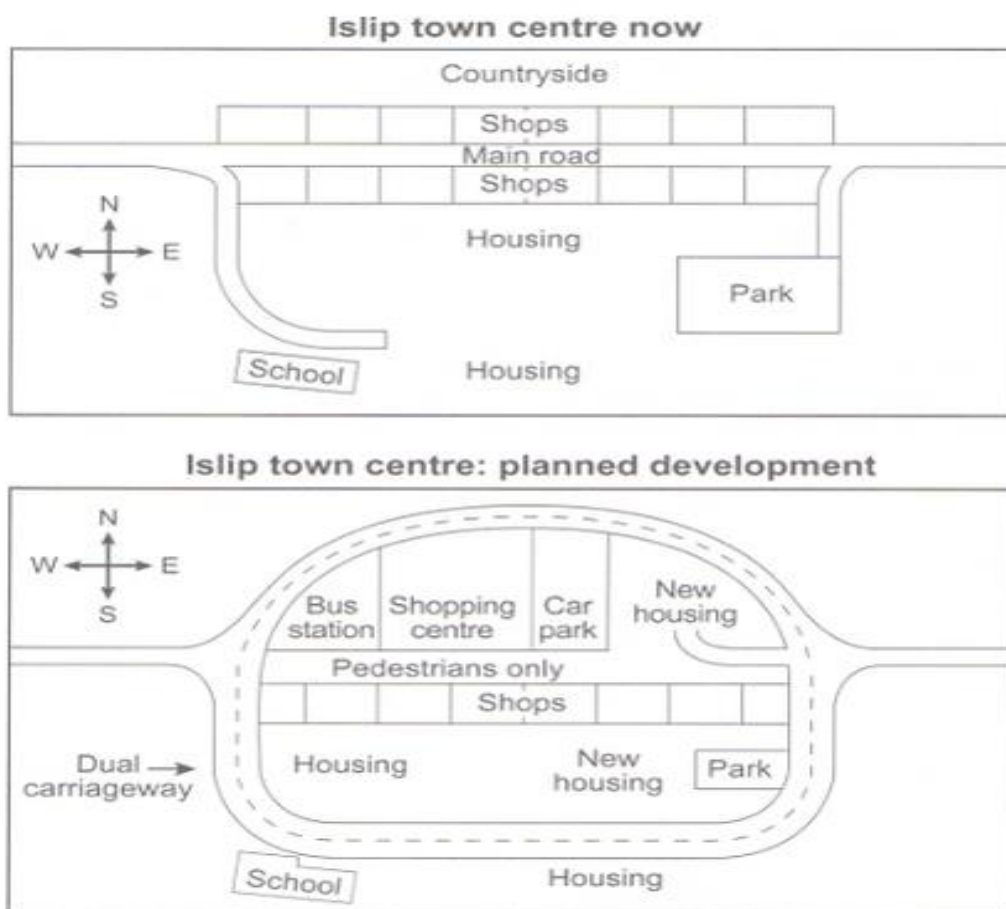 Islip town centre now
Countryside
Shops
Main road
Shops
N
W E
S
Housing
Park
School
Housing
Islip town centre: planned development
N
W E
S
Bus
station
Shopping
centre
Car
park
New
housing
Pedestrians only
Shops
Dual
carriageway
Housing
New
housing
Park
School
Housing